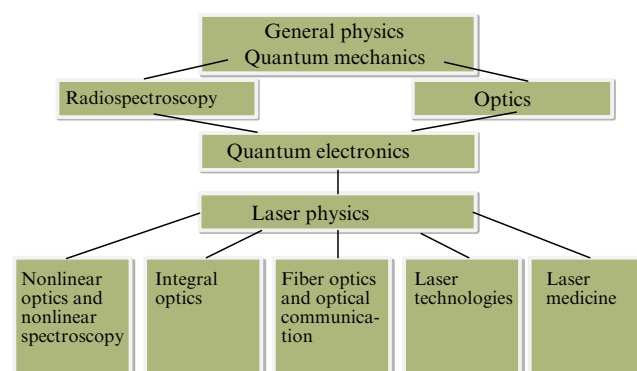 General physics
Quantum mechanics
Radiospectroscopy
Optics
Quantum electronics
Laser physics
Nonlinear
optics and
nonlinear
spectroscopy
Integral
optics
Fiber optics
and optical
communica-
tion
Laser
technologies
Laser
medicine